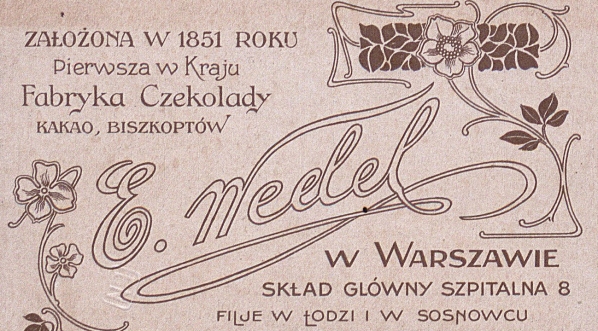 ZAŁOŻONA W 1851 ROKU
Pierwsza w Kraju
Fabryka Czekolady
KAKAO, BISZKOPTÓW
E. Wedel
W WARSZAWIE
SKŁAD GŁÓWNY SZPITALNA 8
FILJE W ŁODZI I W SOSNOWCU